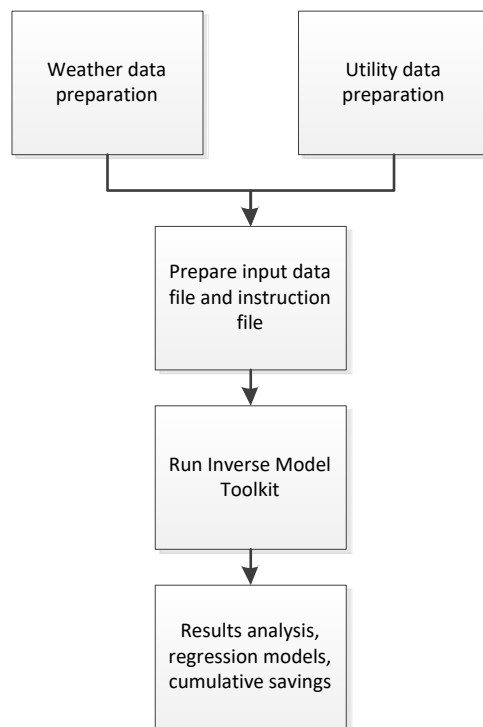 Weather data
preparation
Utility data
preparation
Prepare input data
file and instruction
file
Run Inverse Model
Toolkit
Results analysis,
regression models,
cumulative savings